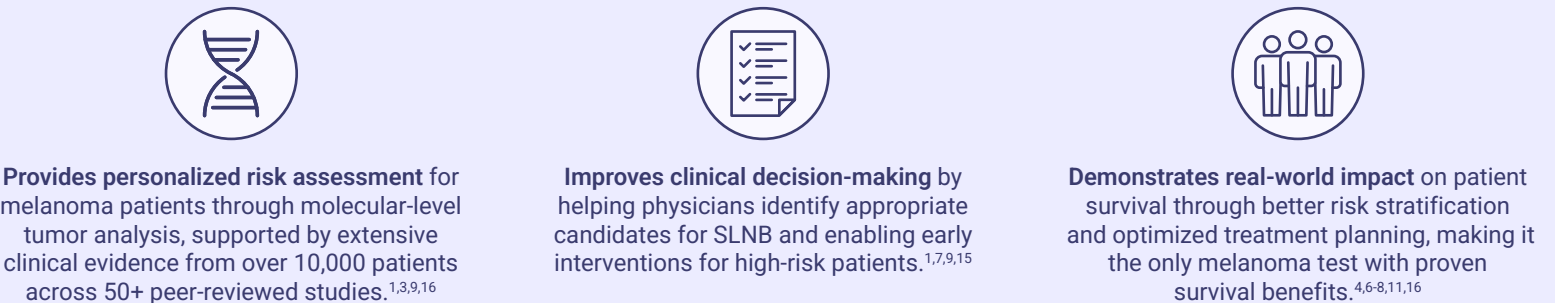 Provides personalized risk assessment for
melanoma patients through molecular-level
tumor analysis, supported by extensive
clinical evidence from over 10,000 patients
across 50+ peer-reviewed studies.1,3,9,16
Improves clinical decision-making by
helping physicians identify appropriate
candidates for SLNB and enabling early
interventions for high-risk patients.1,7,9,15
Demonstrates real-world impact on patient
survival through better risk stratification
and optimized treatment planning, making it
the only melanoma test with proven
survival benefits.4,6-8,11,16